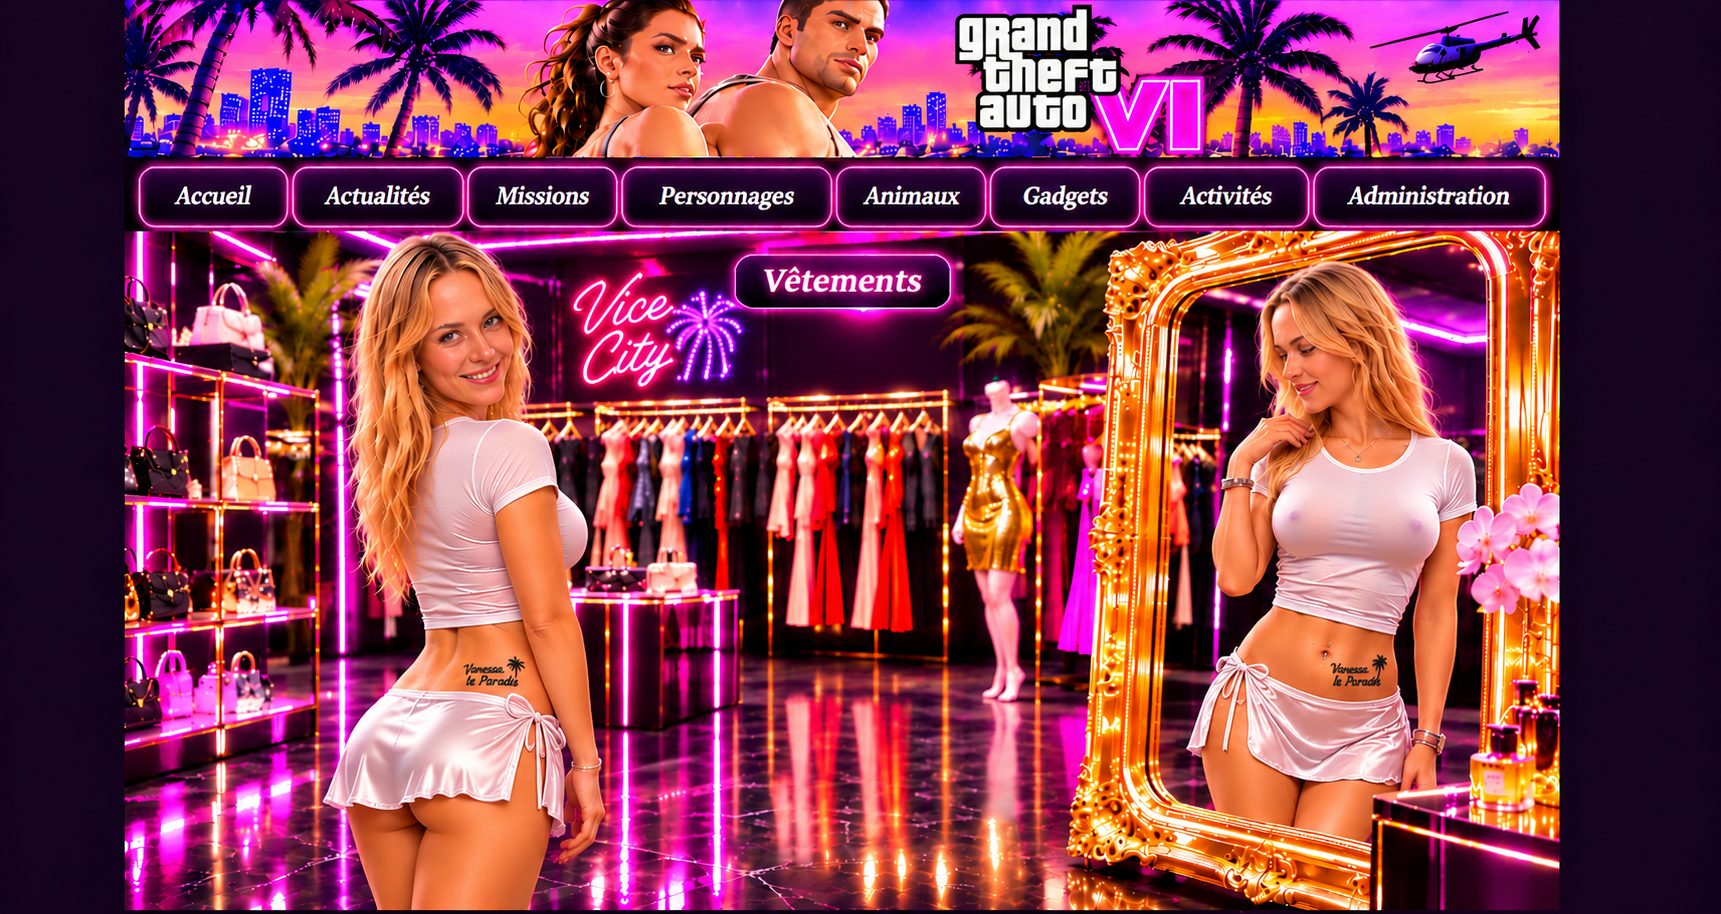 grand
theft
auto VI
Accueil
Actualités
Missions
Personnages
Animaux
Gadgets
Activités
Administration
Vêtements
Vice
City
Vanessa
le Paradis
Vanessa
le Paradis